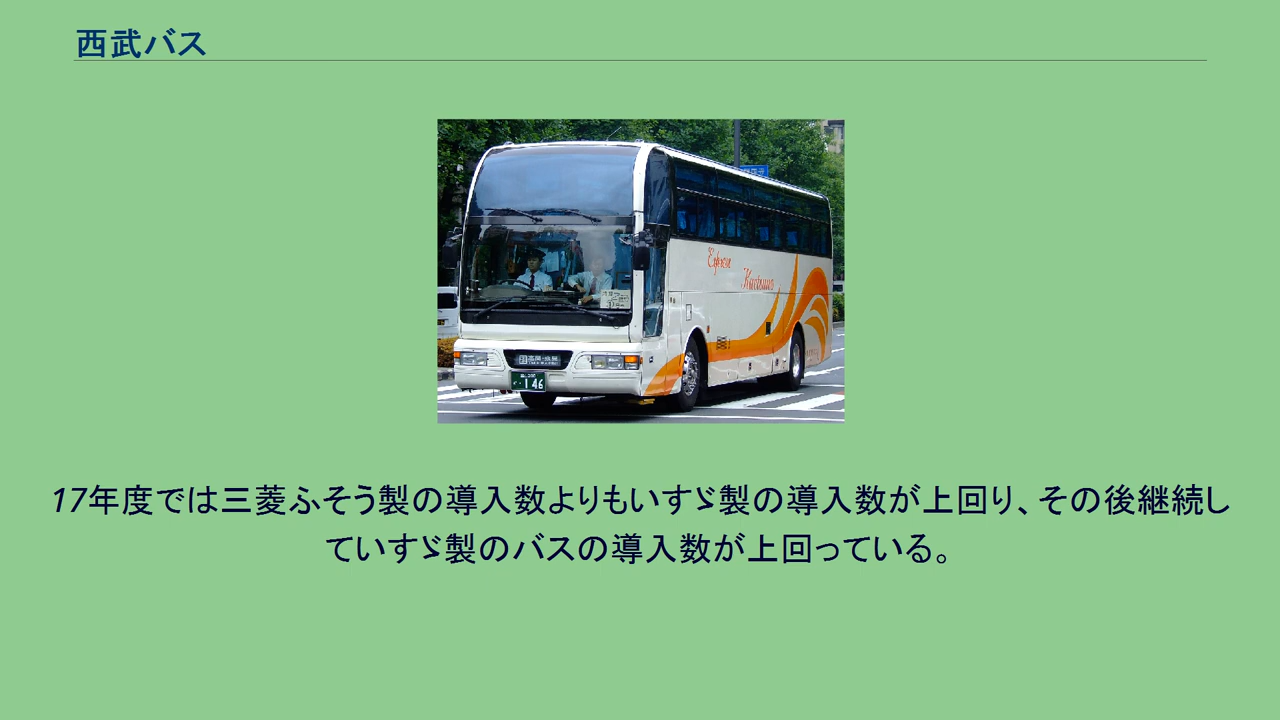 西武バス
Express
・146
17年度では三菱ふそう製の導入数よりもいすゞ製の導入数が上回り、その後継続し
ていすゞ製のバスの導入数が上回っている。